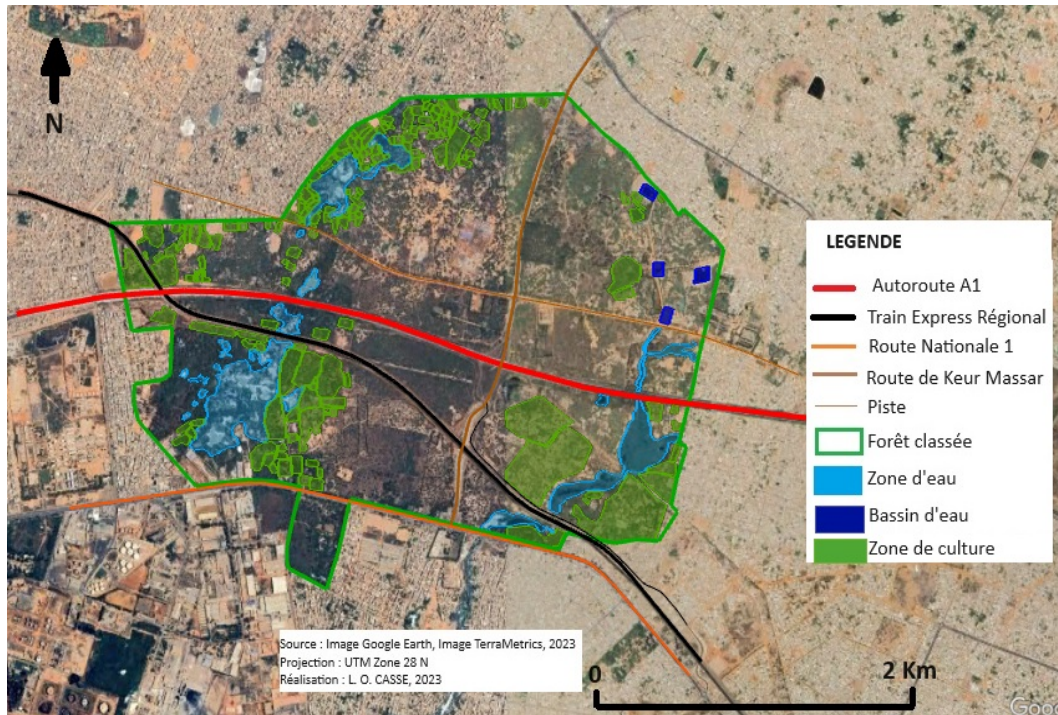 N
LEGENDE
Autoroute A1
Train Express Régional
Route Nationale 1
Route de Keur Massar
Piste
Forêt classée
Zone d'eau
Bassin d'eau
Zone de culture
Source : Image Google Earth, Image TerraMetrics, 2023
Projection : UTM Zone 28 N
Réalisation : L. O. CASSE, 2023
0 2 Km
Goo